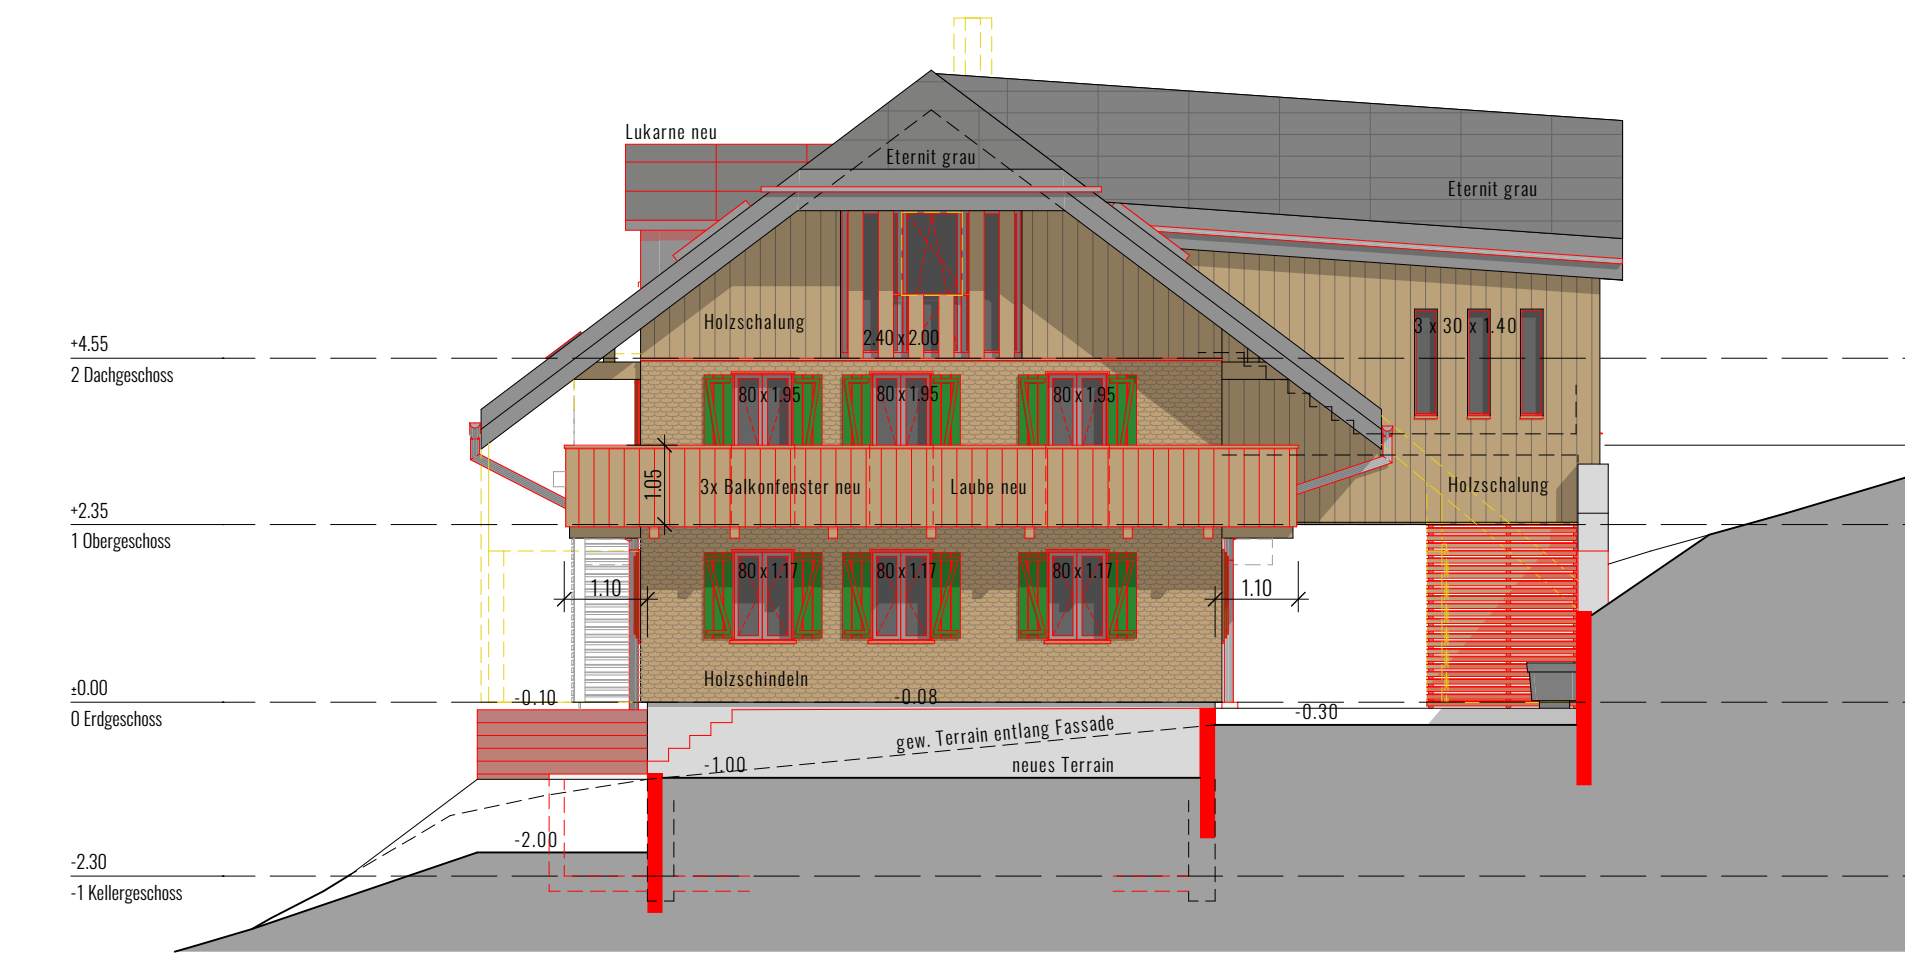 Lukarne neu
Eternit grau
Eternit grau
Holzschalung
2.40 x 2.00
3 x 30 x 1.40
+4.55
2 Dachgeschoss
80 x 1.95
80 x 1.95
80 x 1.95
1.05
3x Balkonfenster neu
Laube neu
Holzschalung
+2.35
1 Obergeschoss
80 x 1.17
80 x 1.17
80 x 1.17
1.10
1.10
Holzschindeln
±0.00
0 Erdgeschoss
-0.10
-0.08
-0.30
gew. Terrain entlang Fassade
-1.00
neues Terrain
-2.00
-2.30
-1 Kellergeschoss